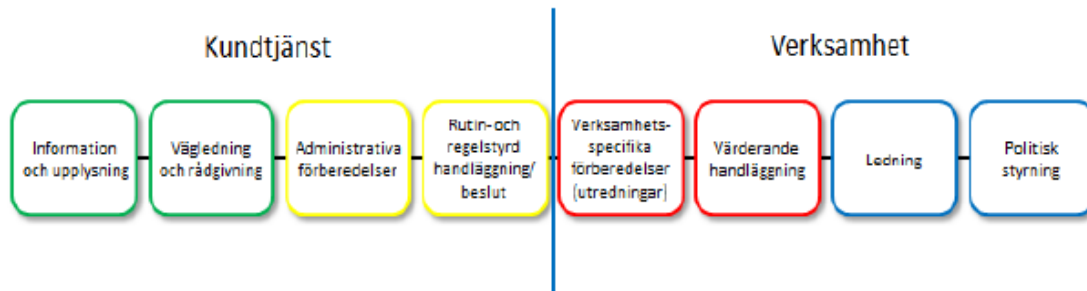 Kundtjänst
Verksamhet
Information
och upplysning
Vägledning
och rådgivning
Administrativa
förberedelser
Rutin-och
regelstyrd
handläggning/
beslut
Verksamhets-
specifika
förberedelser
(utredningar)
Värderande
handläggning
Ledning
Politisk
styrning